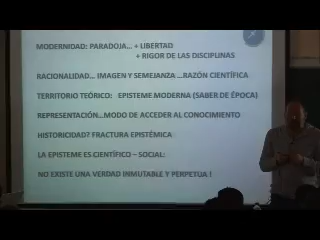 MODERNIDAD: PARADOJA... + LIBERTAD
+ RIGOR DE LAS DISCIPLINAS
RACIONALIDAD... IMAGEN Y SEMEJANZA ...RAZÓN CIENTÍFICA
TERRITORIO TEÓRICO: EPISTEME MODERNA (SABER DE ÉPOCA)
REPRESENTACIÓN...MODO DE ACCEDER AL CONOCIMIENTO
HISTORICIDAD? FRACTURA EPISTÉMICA
LA EPISTEME ES CIENTÍFICO – SOCIAL:
NO EXISTE UNA VERDAD INMUTABLE Y PERPETUA !